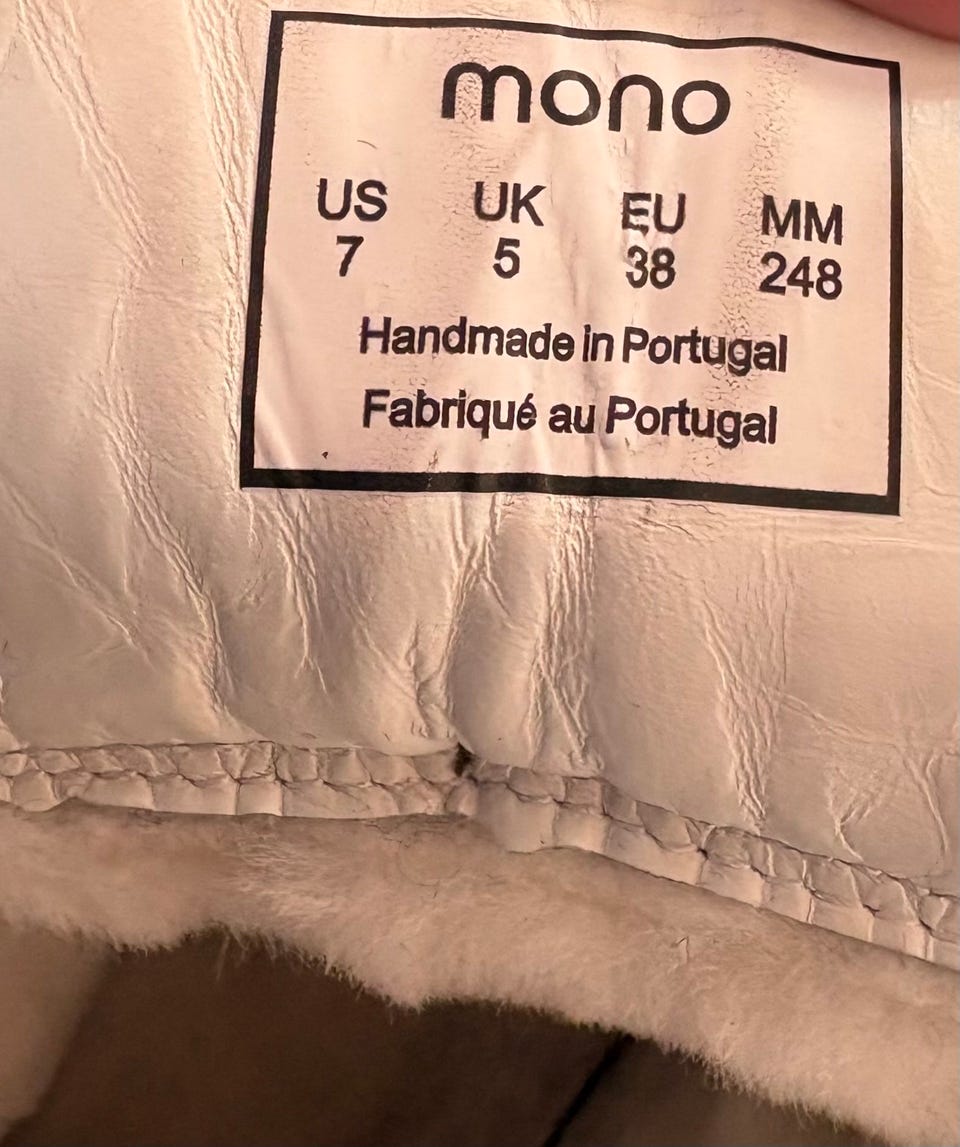 mono
US UK EU MM
7 5 38 248
Handmade in Portugal
Fabriqué au Portugal